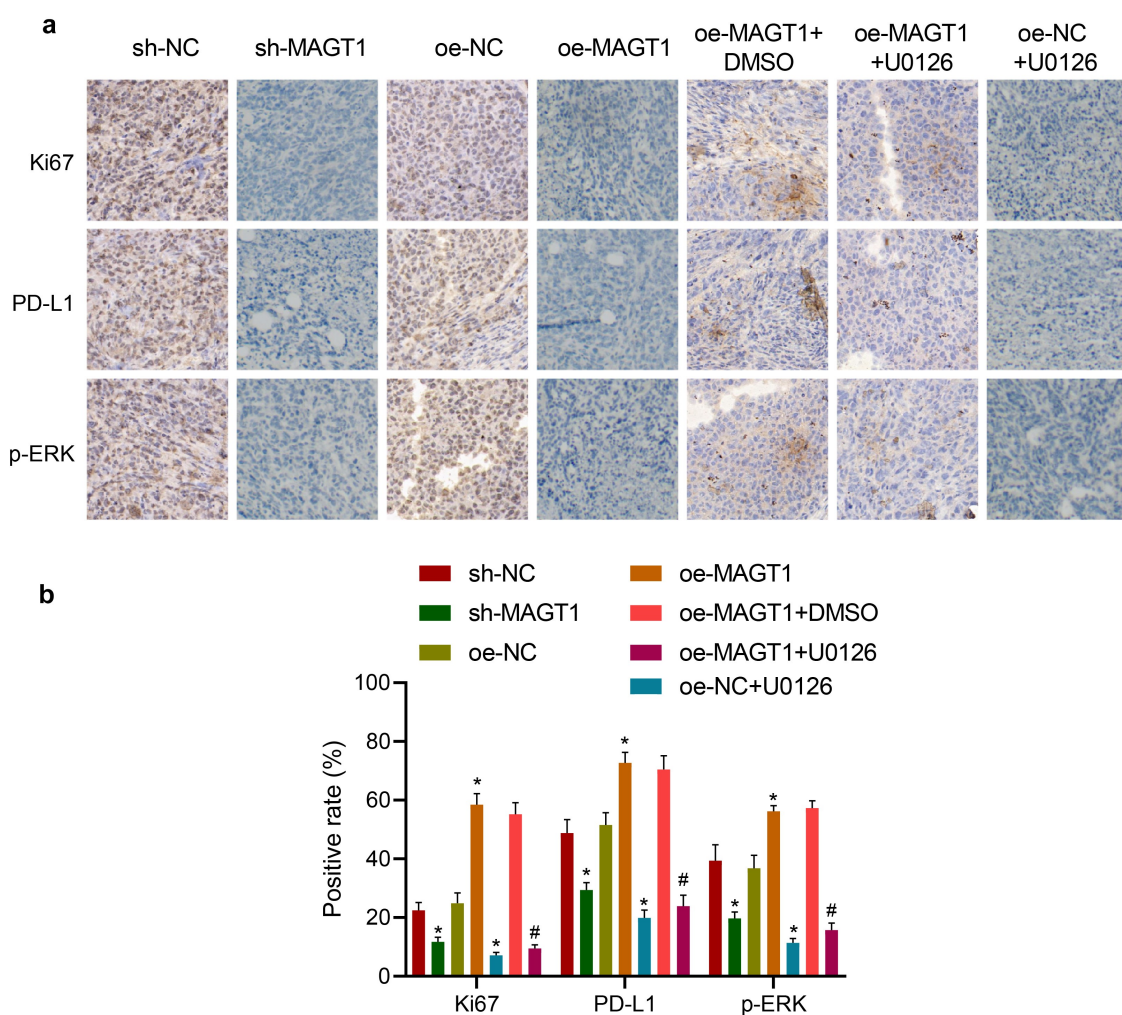 a
sh-NC
sh-MAGT1
oe-NC
oe-MAGT1
oe-MAGT1+
DMSO
oe-MAGT1
+U0126
oe-NC
+U0126
Ki67
PD-L1
p-ERK
b
sh-NC
sh-MAGT1
oe-NC
oe-MAGT1
oe-MAGT1+DMSO
oe-MAGT1+U0126
oe-NC+U0126
Positive rate (%)
100
80
60
40
20
0
* * * #
* * * #
* * * #
Ki67
PD-L1
p-ERK